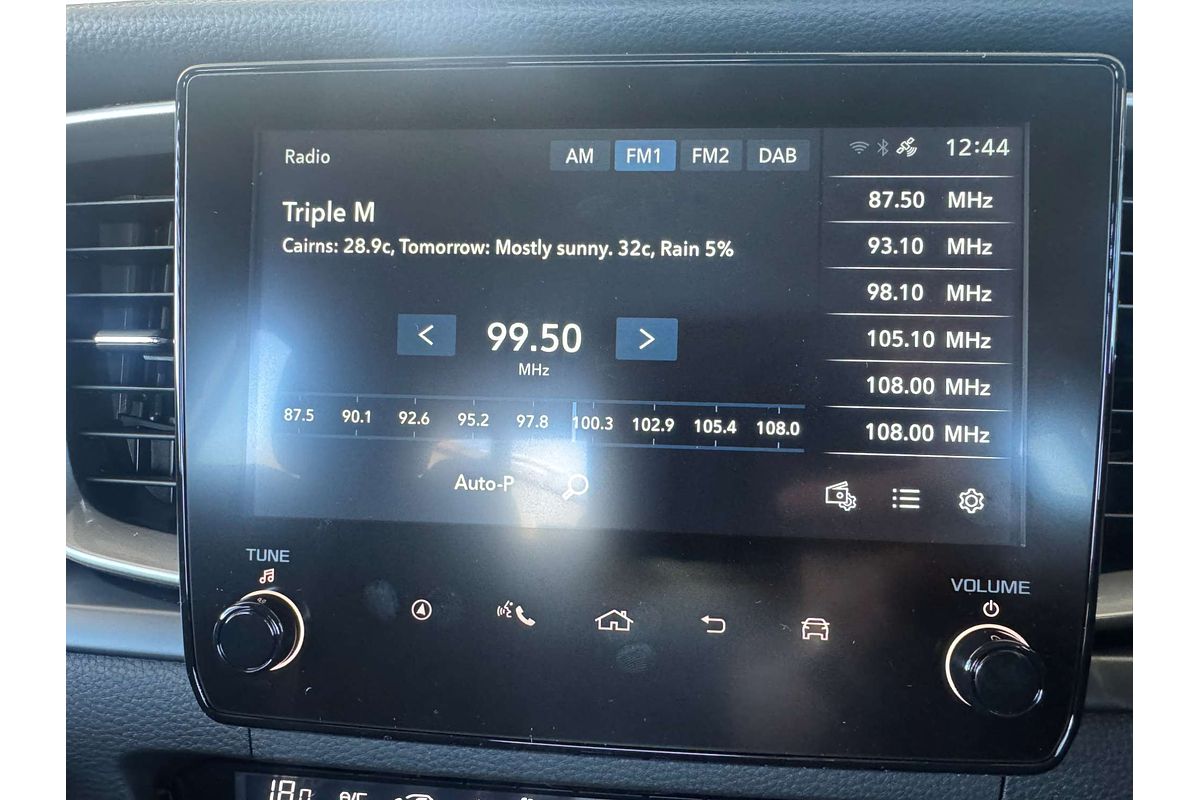 Radio
AM FM1 FM2 DAB
12:44
Triple M
Cairns: 28.9c, Tomorrow: Mostly sunny. 32c, Rain 5%
99.50
MHz
87.5 90.1 92.6 95.2 97.8 100.3 102.9 105.4 108.0
Auto-P
87.50 MHz
93.10 MHz
98.10 MHz
105.10 MHz
108.00 MHz
108.00 MHz
TUNE
VOLUME
A/C